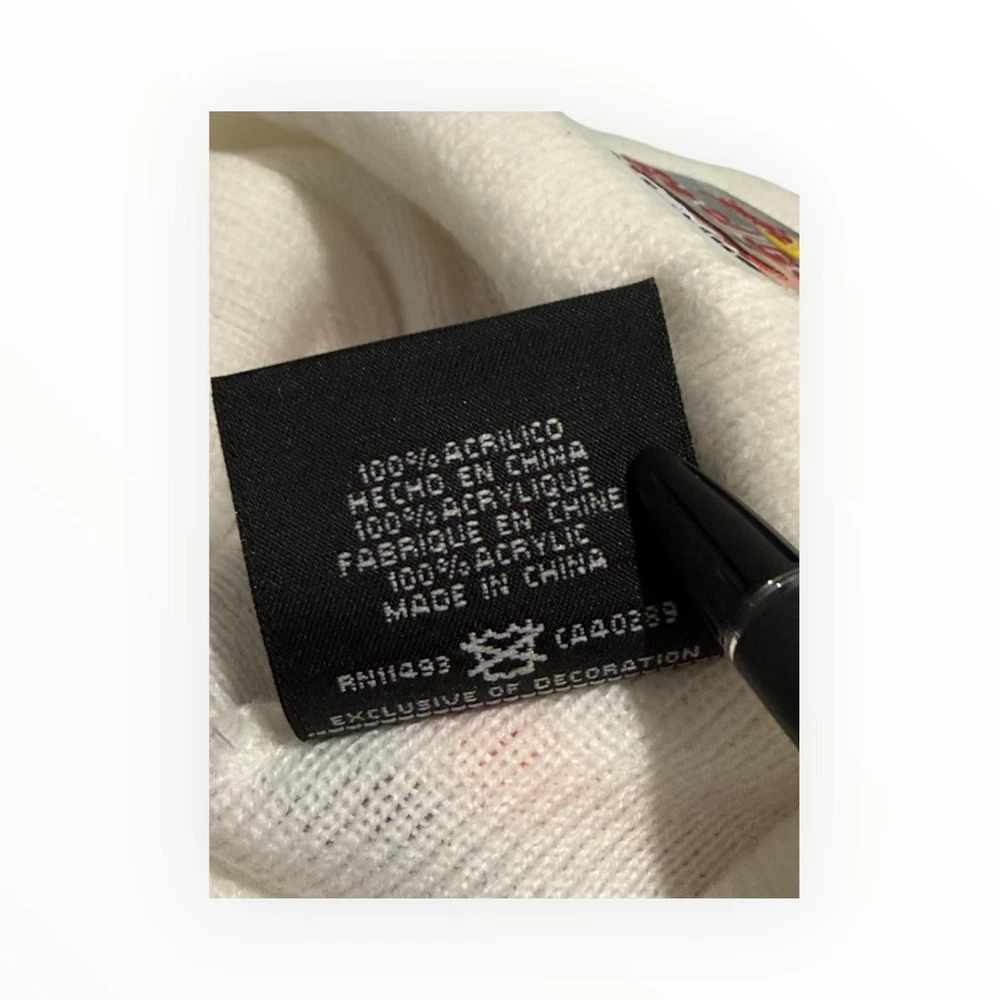 100% ACRILICO
HECHO EN CHINA
100% ACRYLIQUE
FABRIQUE EN CHINE
100% ACRYLIC
MADE IN CHINA
RN11493 CA40289
EXCLUSIVE OF DECORATION